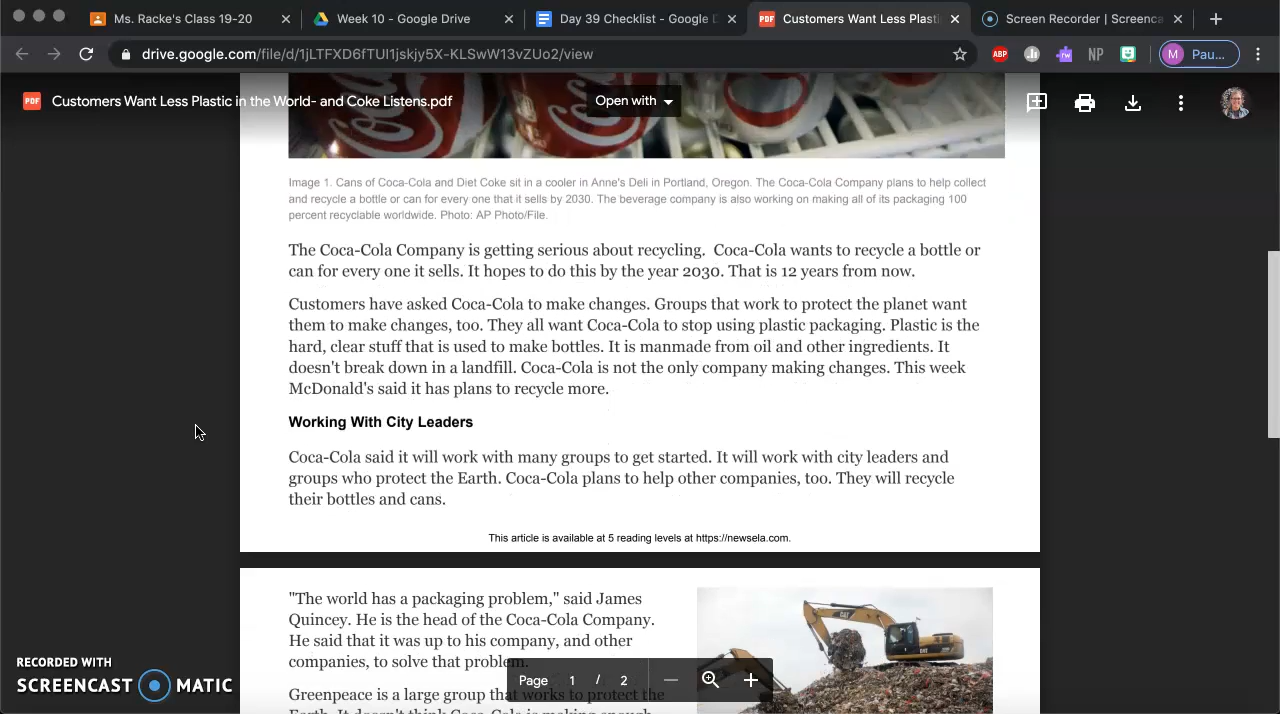 Ms. Racke's Class 19-20
Week 10 - Google Drive
Day 39 Checklist - Google D
Customers Want Less Plasti
Screen Recorder | Screenca
drive.google.com/file/d/1jLTFXD6fTUl1jskjy5X-KLSwW13vZUo2/view
ABP
rw
NP
M Pau...
PDF Customers Want Less Plastic in the World- and Coke Listens.pdf
Open with
Image 1. Cans of Coca-Cola and Diet Coke sit in a cooler in Anne's Deli in Portland, Oregon. The Coca-Cola Company plans to help collect
and recycle a bottle or can for every one that it sells by 2030. The beverage company is also working on making all of its packaging 100
percent recyclable worldwide. Photo: AP Photo/File.
The Coca-Cola Company is getting serious about recycling. Coca-Cola wants to recycle a bottle or
can for every one it sells. It hopes to do this by the year 2030. That is 12 years from now.
Customers have asked Coca-Cola to make changes. Groups that work to protect the planet want
them to make changes, too. They all want Coca-Cola to stop using plastic packaging. Plastic is the
hard, clear stuff that is used to make bottles. It is manmade from oil and other ingredients. It
doesn't break down in a landfill. Coca-Cola is not the only company making changes. This week
McDonald's said it has plans to recycle more.
Working With City Leaders
Coca-Cola said it will work with many groups to get started. It will work with city leaders and
groups who protect the Earth. Coca-Cola plans to help other companies, too. They will recycle
their bottles and cans.
This article is available at 5 reading levels at https://newsela.com.
"The world has a packaging problem," said James
Quincey. He is the head of the Coca-Cola Company.
He said that it was up to his company, and other
companies, to solve that problem.
Greenpeace is a large group that works to protect the
Earth. It doesn't think Coca-Cola is making enough
CAT
Page 1 / 2
RECORDED WITH
SCREENCAST MATIC